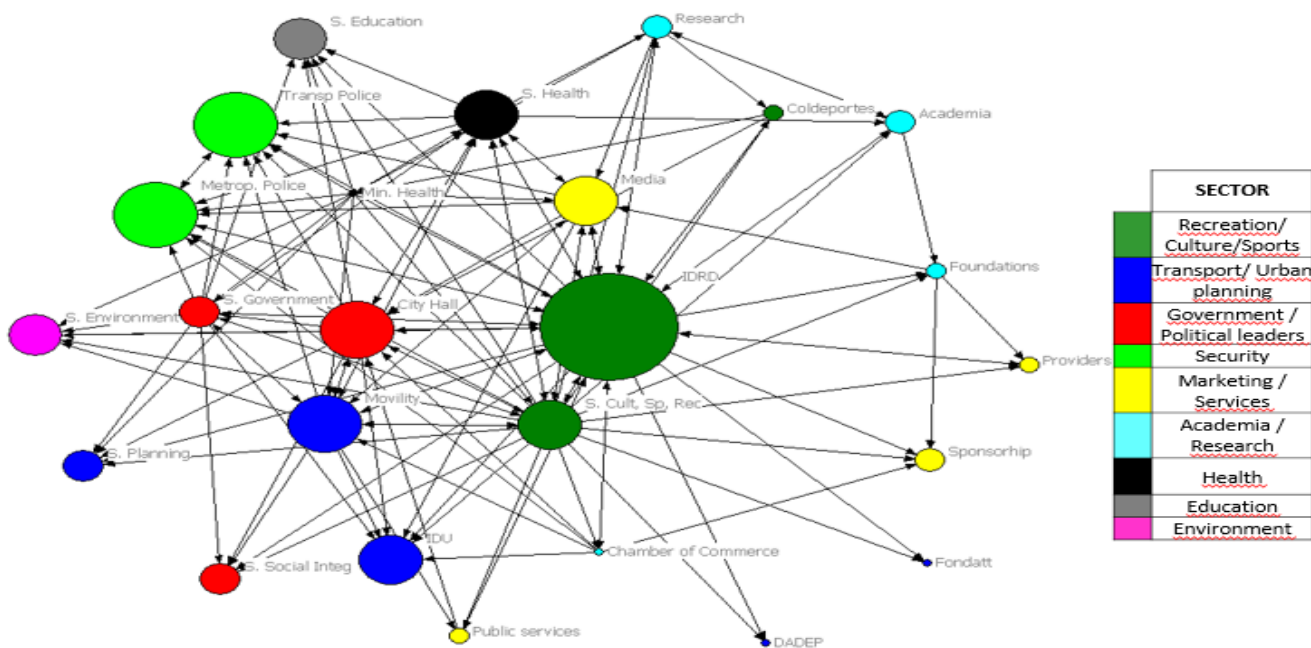 S. Education
Research
Transp Police
S. Health
Coldeportes
Academia
Metrop. Police
Min. Health
Media
IDRD
Foundations
S. Government
City Hall
S. Environment
Providers
Movility
S. Cult, Sp, Rec
S. Planning
Sponsorhip
IDU
Chamber of Commerce
S. Social Integ
Fondatt
Public services
DADEP
SECTOR
Recreation/
Culture/Sports
Transport/ Urban
planning
Government /
Political leaders
Security
Marketing /
Services
Academia /
Research
Health
Education
Environment